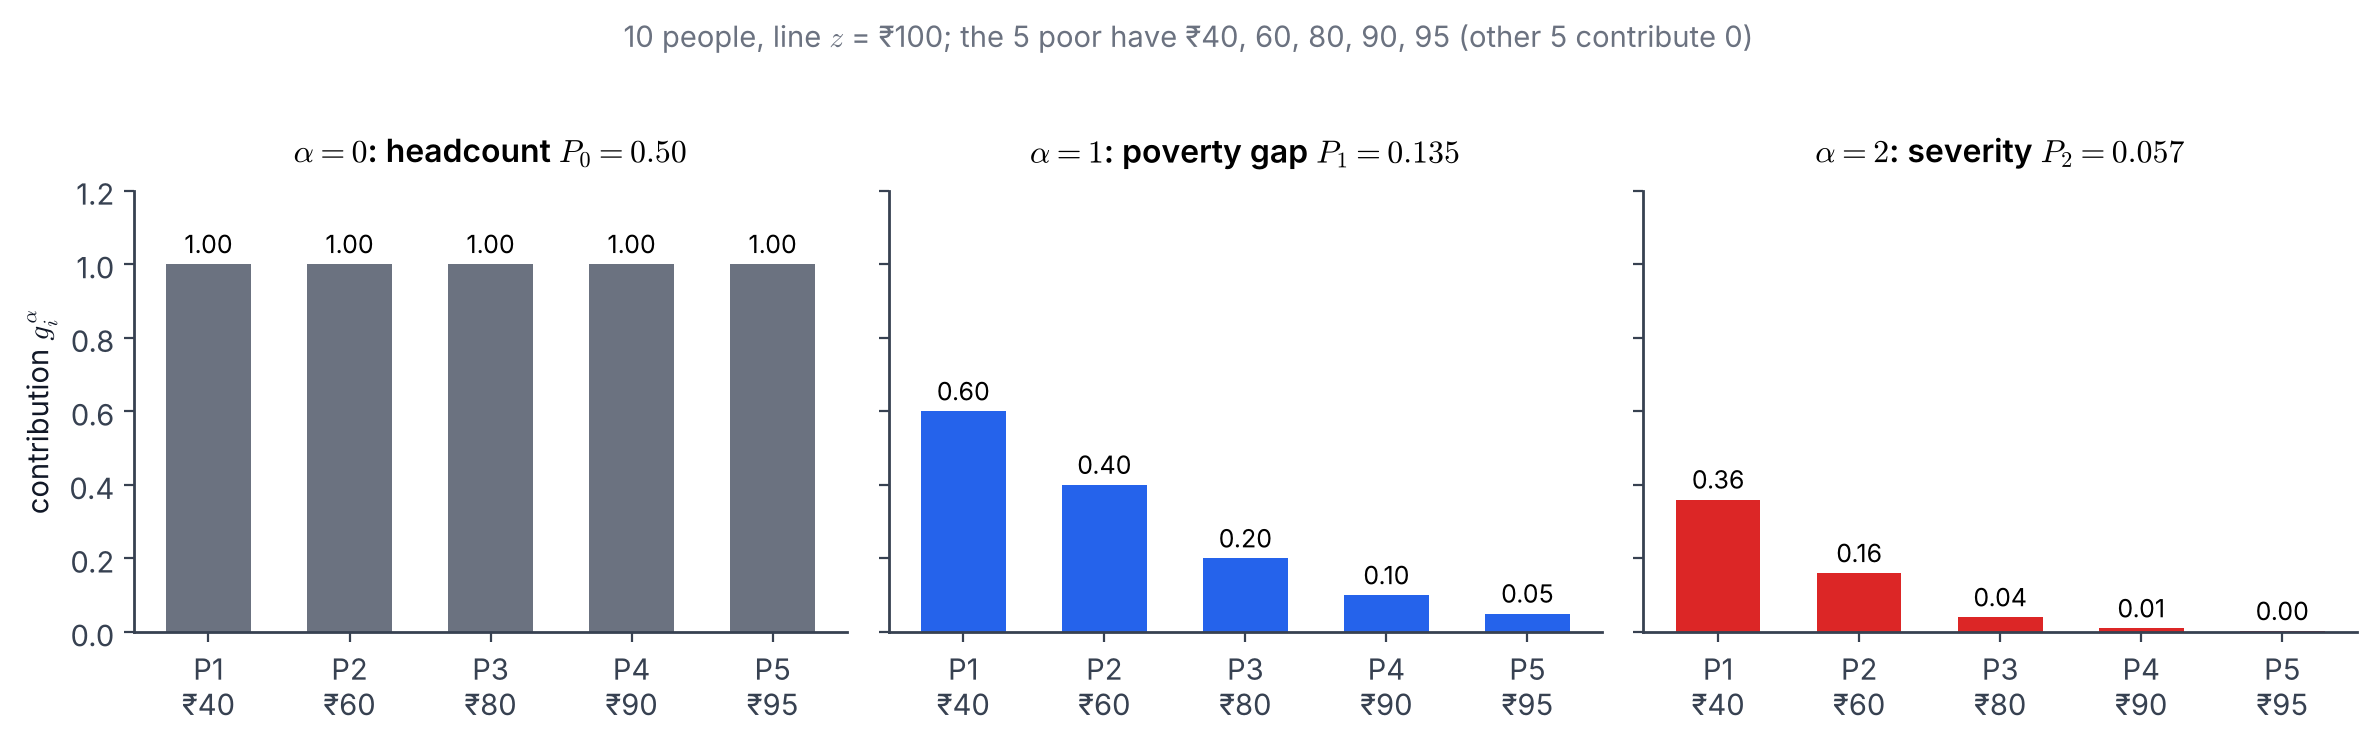 10 people, line z = ₹100; the 5 poor have ₹40, 60, 80, 90, 95 (other 5 contribute 0)
α = 0: headcount P₀ = 0.50
contribution gᵢᵅ
1.2
1.0
0.8
0.6
0.4
0.2
0.0
1.00 1.00 1.00 1.00 1.00
P1 P2 P3 P4 P5
₹40 ₹60 ₹80 ₹90 ₹95
α = 1: poverty gap P₁ = 0.135
0.60
0.40
0.20
0.10
0.05
P1 P2 P3 P4 P5
₹40 ₹60 ₹80 ₹90 ₹95
α = 2: severity P₂ = 0.057
0.36
0.16
0.04
0.01
0.00
P1 P2 P3 P4 P5
₹40 ₹60 ₹80 ₹90 ₹95